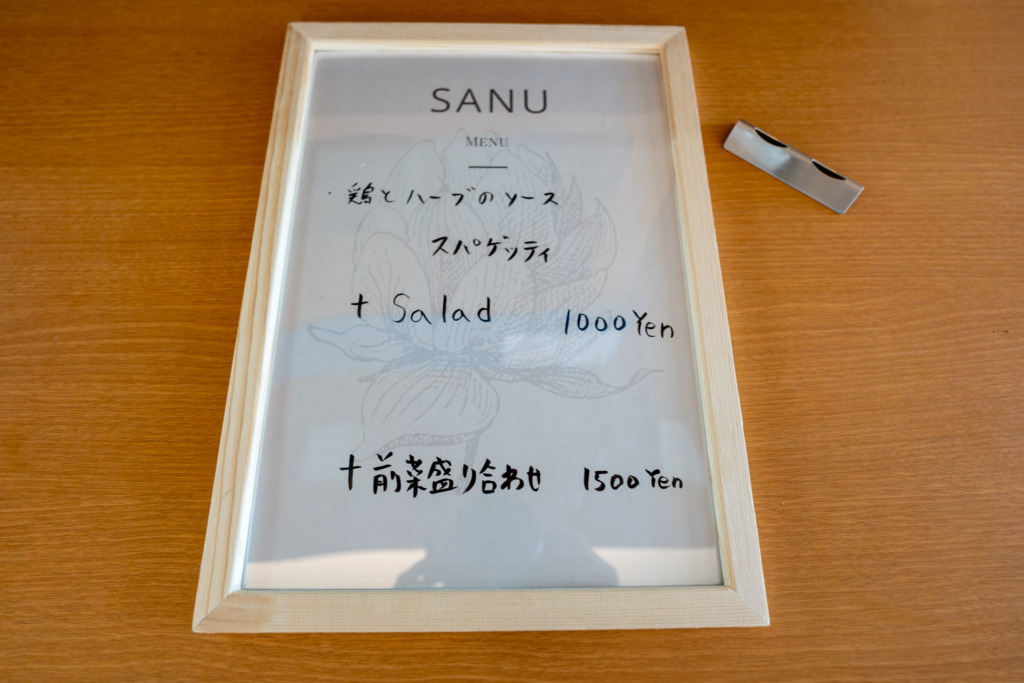 SANU
MENU
・鶏とハーブのソース
スパゲッティ
+ Salad 1000 Yen
+ 前菜盛り合わせ 1500 Yen